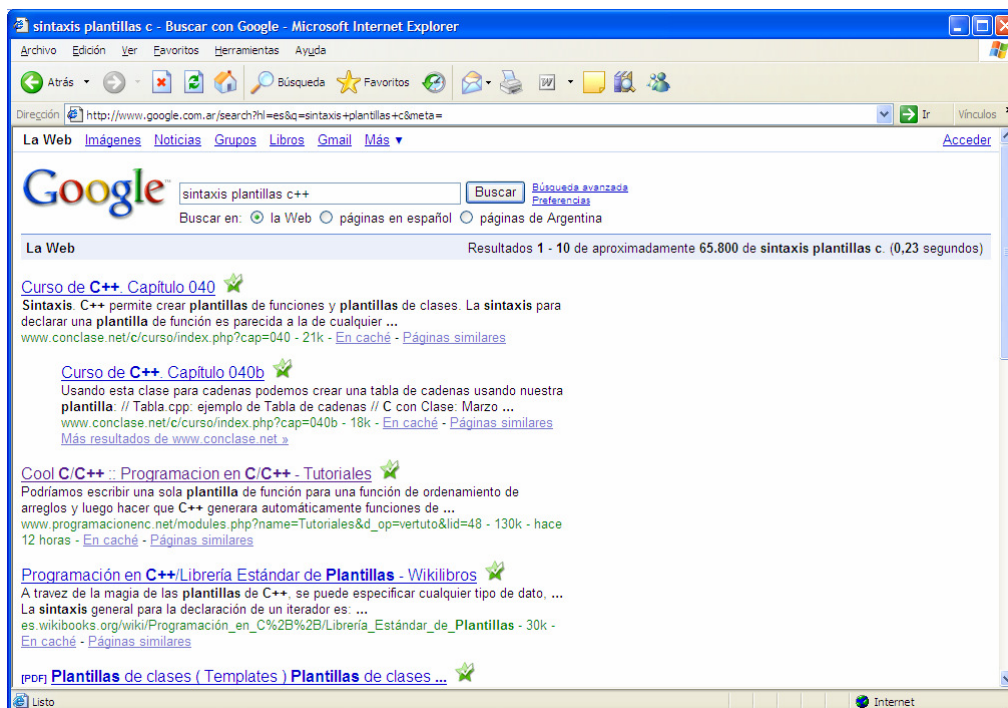 sintaxis plantillas c - Buscar con Google - Microsoft Internet Explorer
Archivo Edición Ver Favoritos Herramientas Ayuda
Atrás Búsqueda Favoritos
Dirección http://www.google.com.ar/search?hl=es&q=sintaxis+plantillas+c&meta= Ir Vínculos
La Web Imágenes Noticias Grupos Libros Gmail Más ▼ Acceder
Google™ sintaxis plantillas c++ Buscar Búsqueda avanzada
Preferencias
Buscar en: la Web páginas en español páginas de Argentina
La Web Resultados 1 - 10 de aproximadamente 65.800 de sintaxis plantillas c. (0,23 segundos)
Curso de C++. Capítulo 040
Sintaxis. C++ permite crear plantillas de funciones y plantillas de clases. La sintaxis para
declarar una plantilla de función es parecida a la de cualquier ...
www.conclase.net/c/curso/index.php?cap=040 - 21k - En caché - Páginas similares
Curso de C++. Capítulo 040b
Usando esta clase para cadenas podemos crear una tabla de cadenas usando nuestra
plantilla: // Tabla.cpp: ejemplo de Tabla de cadenas // C con Clase: Marzo ...
www.conclase.net/c/curso/index.php?cap=040b - 18k - En caché - Páginas similares
Más resultados de www.conclase.net »
Cool C/C++ :: Programacion en C/C++ - Tutoriales
Podríamos escribir una sola plantilla de función para una función de ordenamiento de
arreglos y luego hacer que C++ generara automáticamente funciones de ...
www.programacionenc.net/modules.php?name=Tutoriales&d_op=vertuto&lid=48 - 130k - hace
12 horas - En caché - Páginas similares
Programación en C++/Librería Estándar de Plantillas - Wikilibros
A travez de la magia de las plantillas de C++, se puede especificar cualquier tipo de dato, ...
La sintaxis general para la declaración de un iterador es: ...
es.wikibooks.org/wiki/Programación_en_C%2B%2B/Librería_Estándar_de_Plantillas - 30k -
En caché - Páginas similares
[PDF] Plantillas de clases ( Templates ) Plantillas de clases ...
Listo Internet